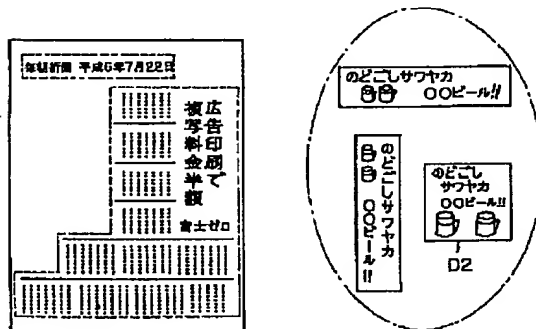 毎朝新聞 平成6年7月22日
広告印刷で
複写料金半額
富士ゼロ
のどごしサワヤカ
○○ビール!!
のどごしサワヤカ
○○ビール!!
のどごし
サワヤカ
○○ビール!!
D2